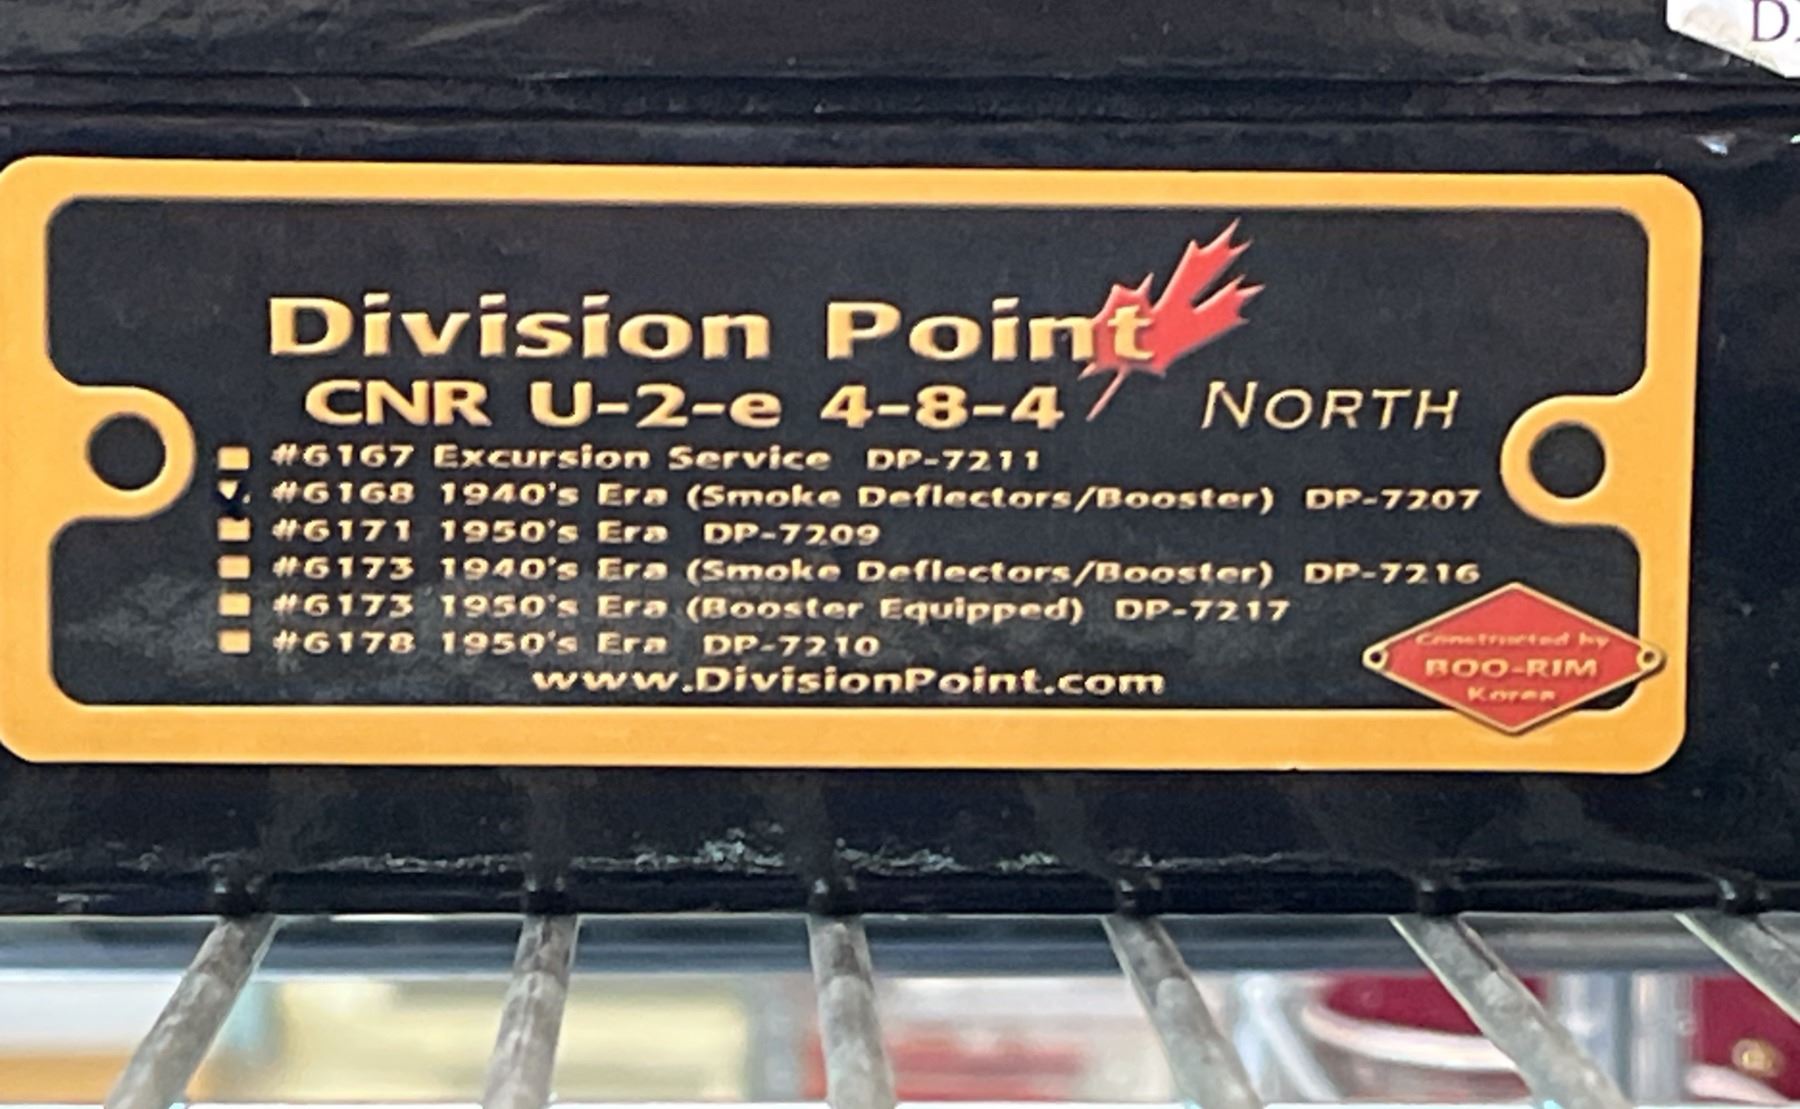 D
Division Point
CNR U-2-e 4-8-4 NORTH
#6167 Excursion Service DP-7211
#6168 1940's Era (Smoke Deflectors/Booster) DP-7207
#6171 1950's Era DP-7209
#6173 1940's Era (Smoke Deflectors/Booster) DP-7216
#6173 1950's Era (Booster Equipped) DP-7217
#6178 1950's Era DP-7210
www.DivisionPoint.com
Constructed by
BOO-RIM
Korea